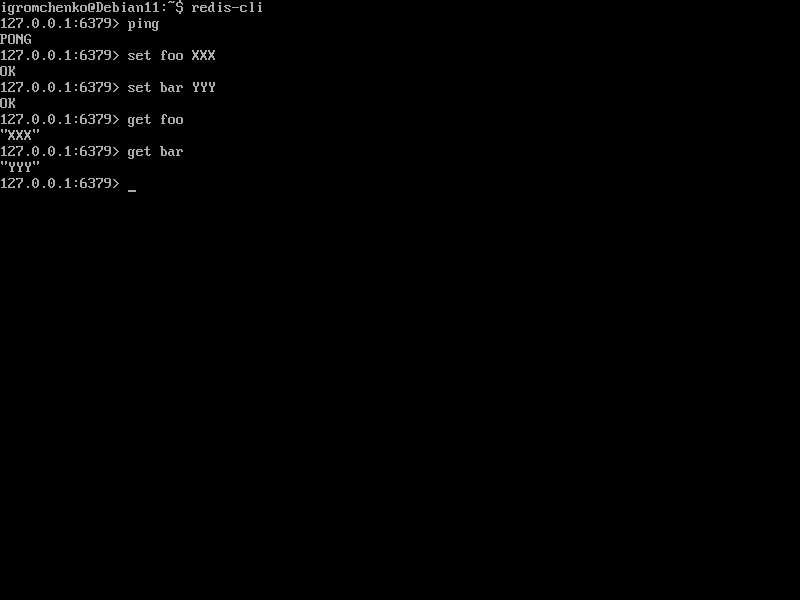 igromchenko@Debian11:~$ redis-cli
127.0.0.1:6379> ping
PONG
127.0.0.1:6379> set foo XXX
OK
127.0.0.1:6379> set bar YYY
OK
127.0.0.1:6379> get foo
"XXX"
127.0.0.1:6379> get bar
"YYY"
127.0.0.1:6379> _